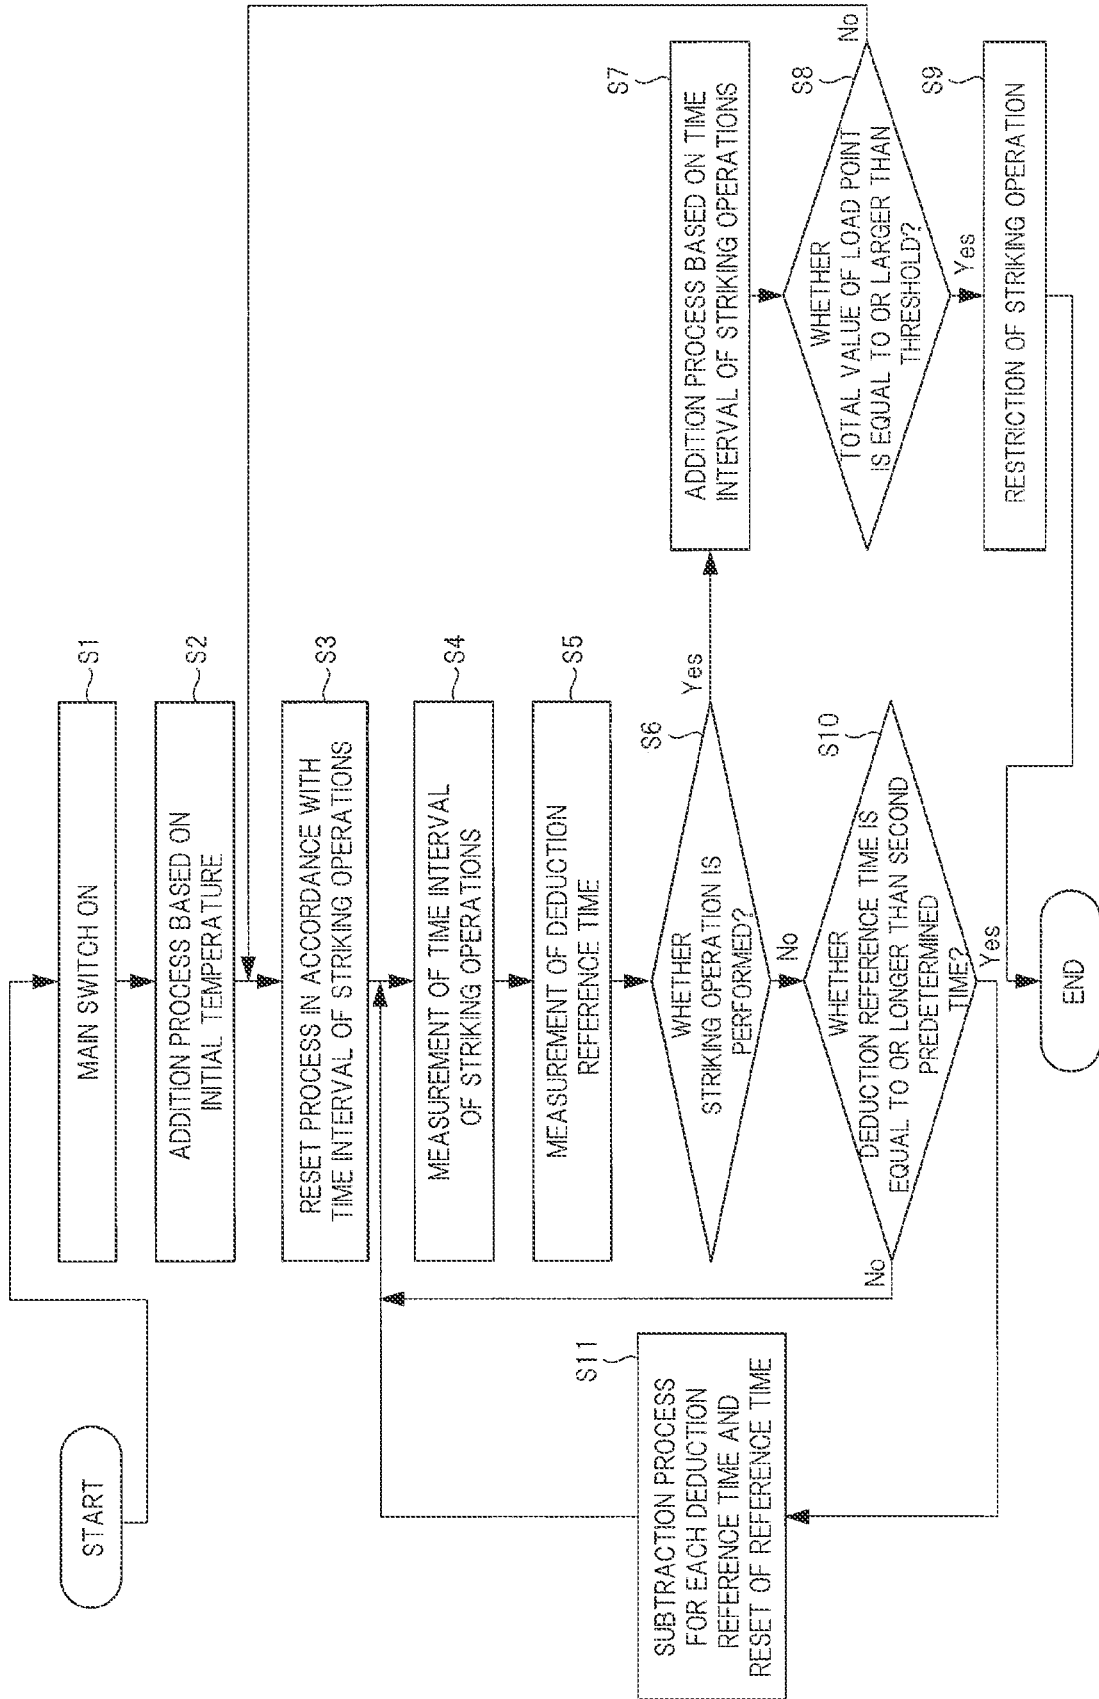 START
MAIN SWITCH ON
S1
ADDITION PROCESS BASED ON
INITIAL TEMPERATURE
S2
RESET PROCESS IN ACCORDANCE WITH
TIME INTERVAL OF STRIKING OPERATIONS
S3
MEASUREMENT OF TIME INTERVAL
OF STRIKING OPERATIONS
S4
MEASUREMENT OF DEDUCTION
REFERENCE TIME
S5
WHETHER
STRIKING OPERATION IS
PERFORMED?
S6
Yes
No
ADDITION PROCESS BASED ON TIME
INTERVAL OF STRIKING OPERATIONS
S7
WHETHER
TOTAL VALUE OF LOAD POINT
IS EQUAL TO OR LARGER THAN
THRESHOLD?
S8
No
Yes
RESTRICTION OF STRIKING OPERATION
S9
WHETHER
DEDUCTION REFERENCE TIME IS
EQUAL TO OR LONGER THAN SECOND
PREDETERMINED
TIME?
S10
No
Yes
SUBTRACTION PROCESS
FOR EACH DEDUCTION
REFERENCE TIME AND
RESET OF REFERENCE TIME
S11
END